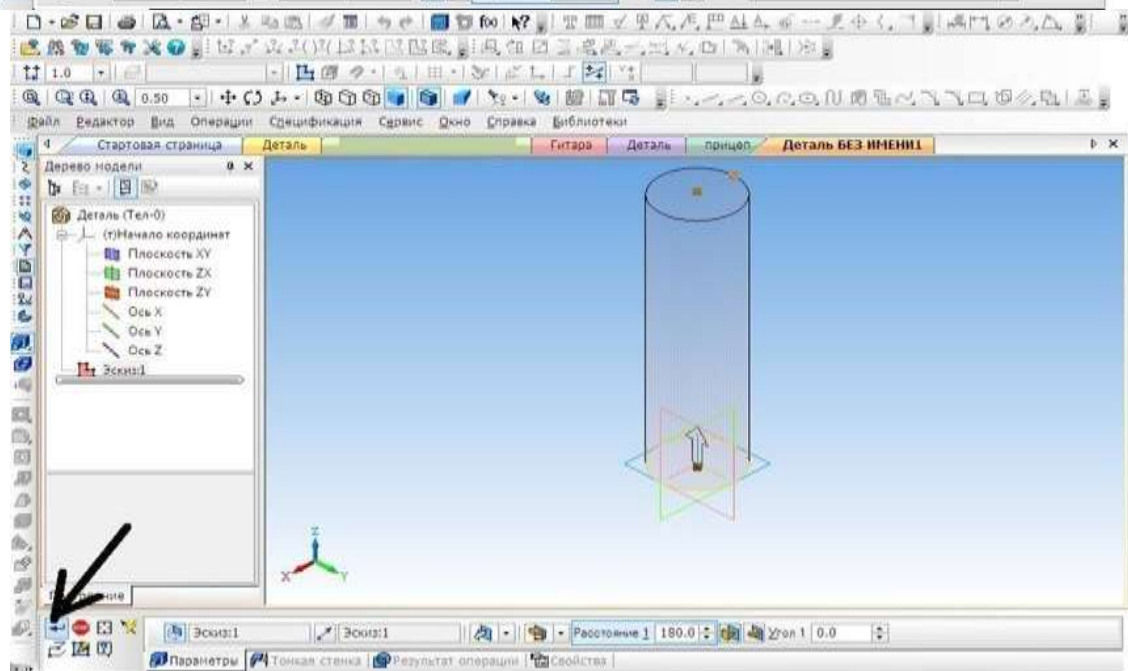 f00
1.0
0.50
Файл Редактор Вид Операции Спецификация Сервис Окно Справка Библиотеки
Стартовая страница Деталь Гитара Деталь прицеп Деталь БЕЗ ИМЕНИ1
Дерево модели
Деталь (Тел-0)
(т)Начало координат
Плоскость XY
Плоскость ZX
Плоскость ZY
Ось X
Ось Y
Ось Z
Эскиз:1
Z
X
Y
Эскиз:1 Эскиз:1 Расстояние 1 180.0 Угол 1 0.0
Параметры Тонкая стенка Результат операции Свойства